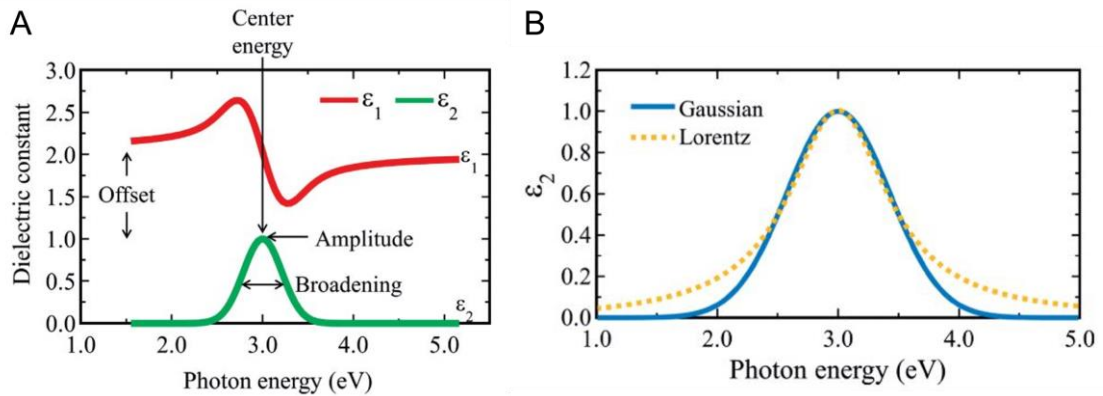 A
Center
energy
3.0
2.5
2.0
1.5
1.0
0.5
0.0
Dielectric constant
ε1 ε2
ε1
Offset
Amplitude
Broadening
ε2
1.0 2.0 3.0 4.0 5.0
Photon energy (eV)
B
1.2
1.0
0.8
0.6
0.4
0.2
0.0
ε2
Gaussian
Lorentz
1.0 2.0 3.0 4.0 5.0
Photon energy (eV)